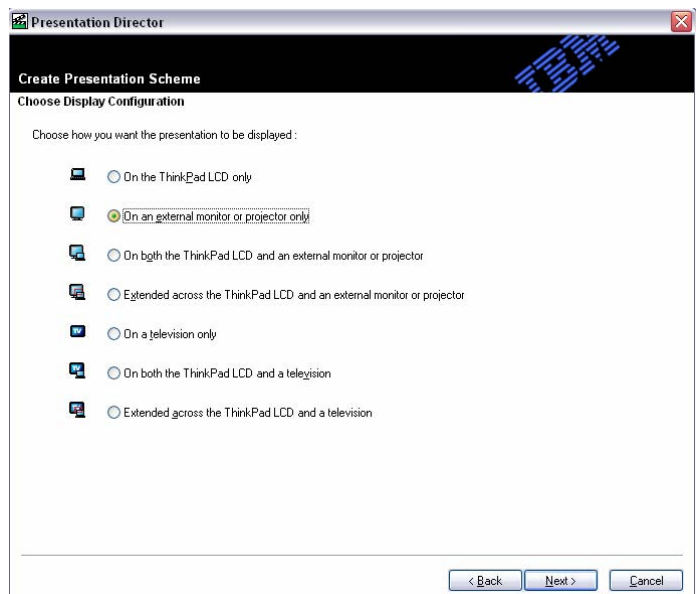 Presentation Director
IBM
Create Presentation Scheme
Choose Display Configuration
Choose how you want the presentation to be displayed :
On the ThinkPad LCD only
On an external monitor or projector only
On both the ThinkPad LCD and an external monitor or projector
Extended across the ThinkPad LCD and an external monitor or projector
TV On a television only
On both the ThinkPad LCD and a television
Extended across the ThinkPad LCD and a television
< Back Next > Cancel